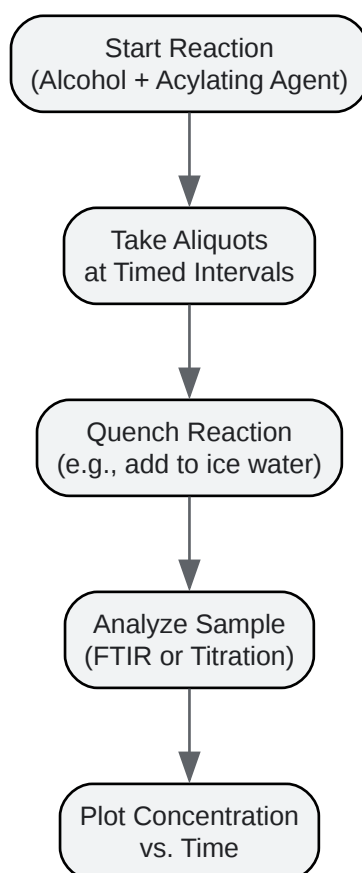 Start Reaction
(Alcohol + Acylating Agent)
Take Aliquots
at Timed Intervals
Quench Reaction
(e.g., add to ice water)
Analyze Sample
(FTIR or Titration)
Plot Concentration
vs. Time